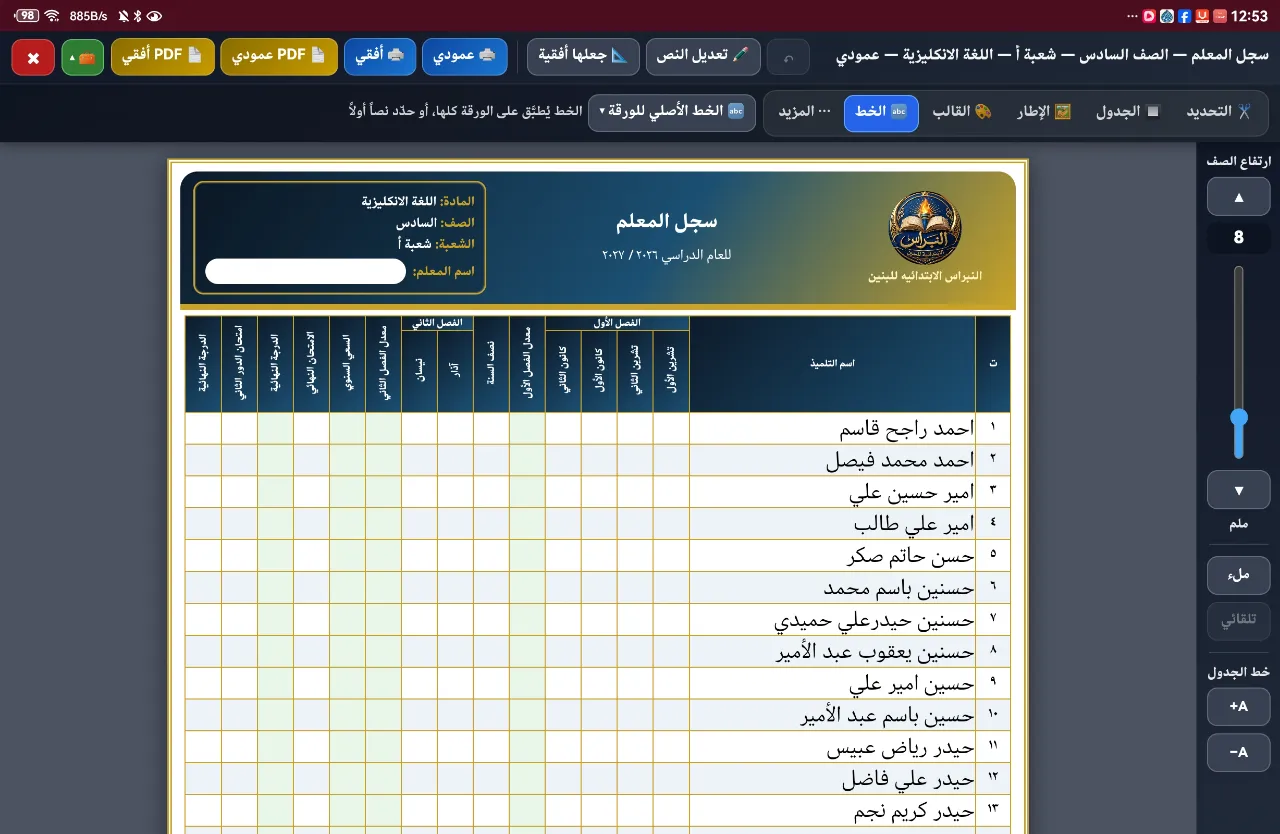 98 885B/s 12:53
سجل المعلم — الصف السادس — شعبة أ — اللغة الانكليزية — عمودي
تعديل النص
جعلها أفقية
عمودي
أفقي
PDF عمودي
PDF أفقي
التحديد
الجدول
الإطار
القالب
abc الخط
••• المزيد
abc الخط الأصلي للورقة
الخط يُطبَّق على الورقة كلها، أو حدّد نصاً أولاً
ارتفاع الصف
8
ملم
ملء
تلقائي
خط الجدول
A+
A−
النبراس
النبراس الابتدائيه للبنين
سجل المعلم
للعام الدراسي ٢٠٢٦ / ٢٠٢٧
المادة: اللغة الانكليزية
الصف: السادس
الشعبة: شعبة أ
اسم المعلم:
ت
اسم التلميذ
الفصل الأول
تشرين الأول
تشرين الثاني
كانون الأول
كانون الثاني
معدل الفصل الأول
نصف السنة
الفصل الثاني
آذار
نيسان
معدل الفصل الثاني
السعي السنوي
الامتحان النهائي
الدرجة النهائية
امتحان الدور الثاني
الدرجة النهائية
١ احمد راجح قاسم
٢ احمد محمد فيصل
٣ امير حسين علي
٤ امير علي طالب
٥ حسن حاتم صكر
٦ حسنين باسم محمد
٧ حسنين حيدرعلي حميدي
٨ حسنين يعقوب عبد الأمير
٩ حسين امير علي
١٠ حسين باسم عبد الأمير
١١ حيدر رياض عبيس
١٢ حيدر علي فاضل
١٣ حيدر كريم نجم